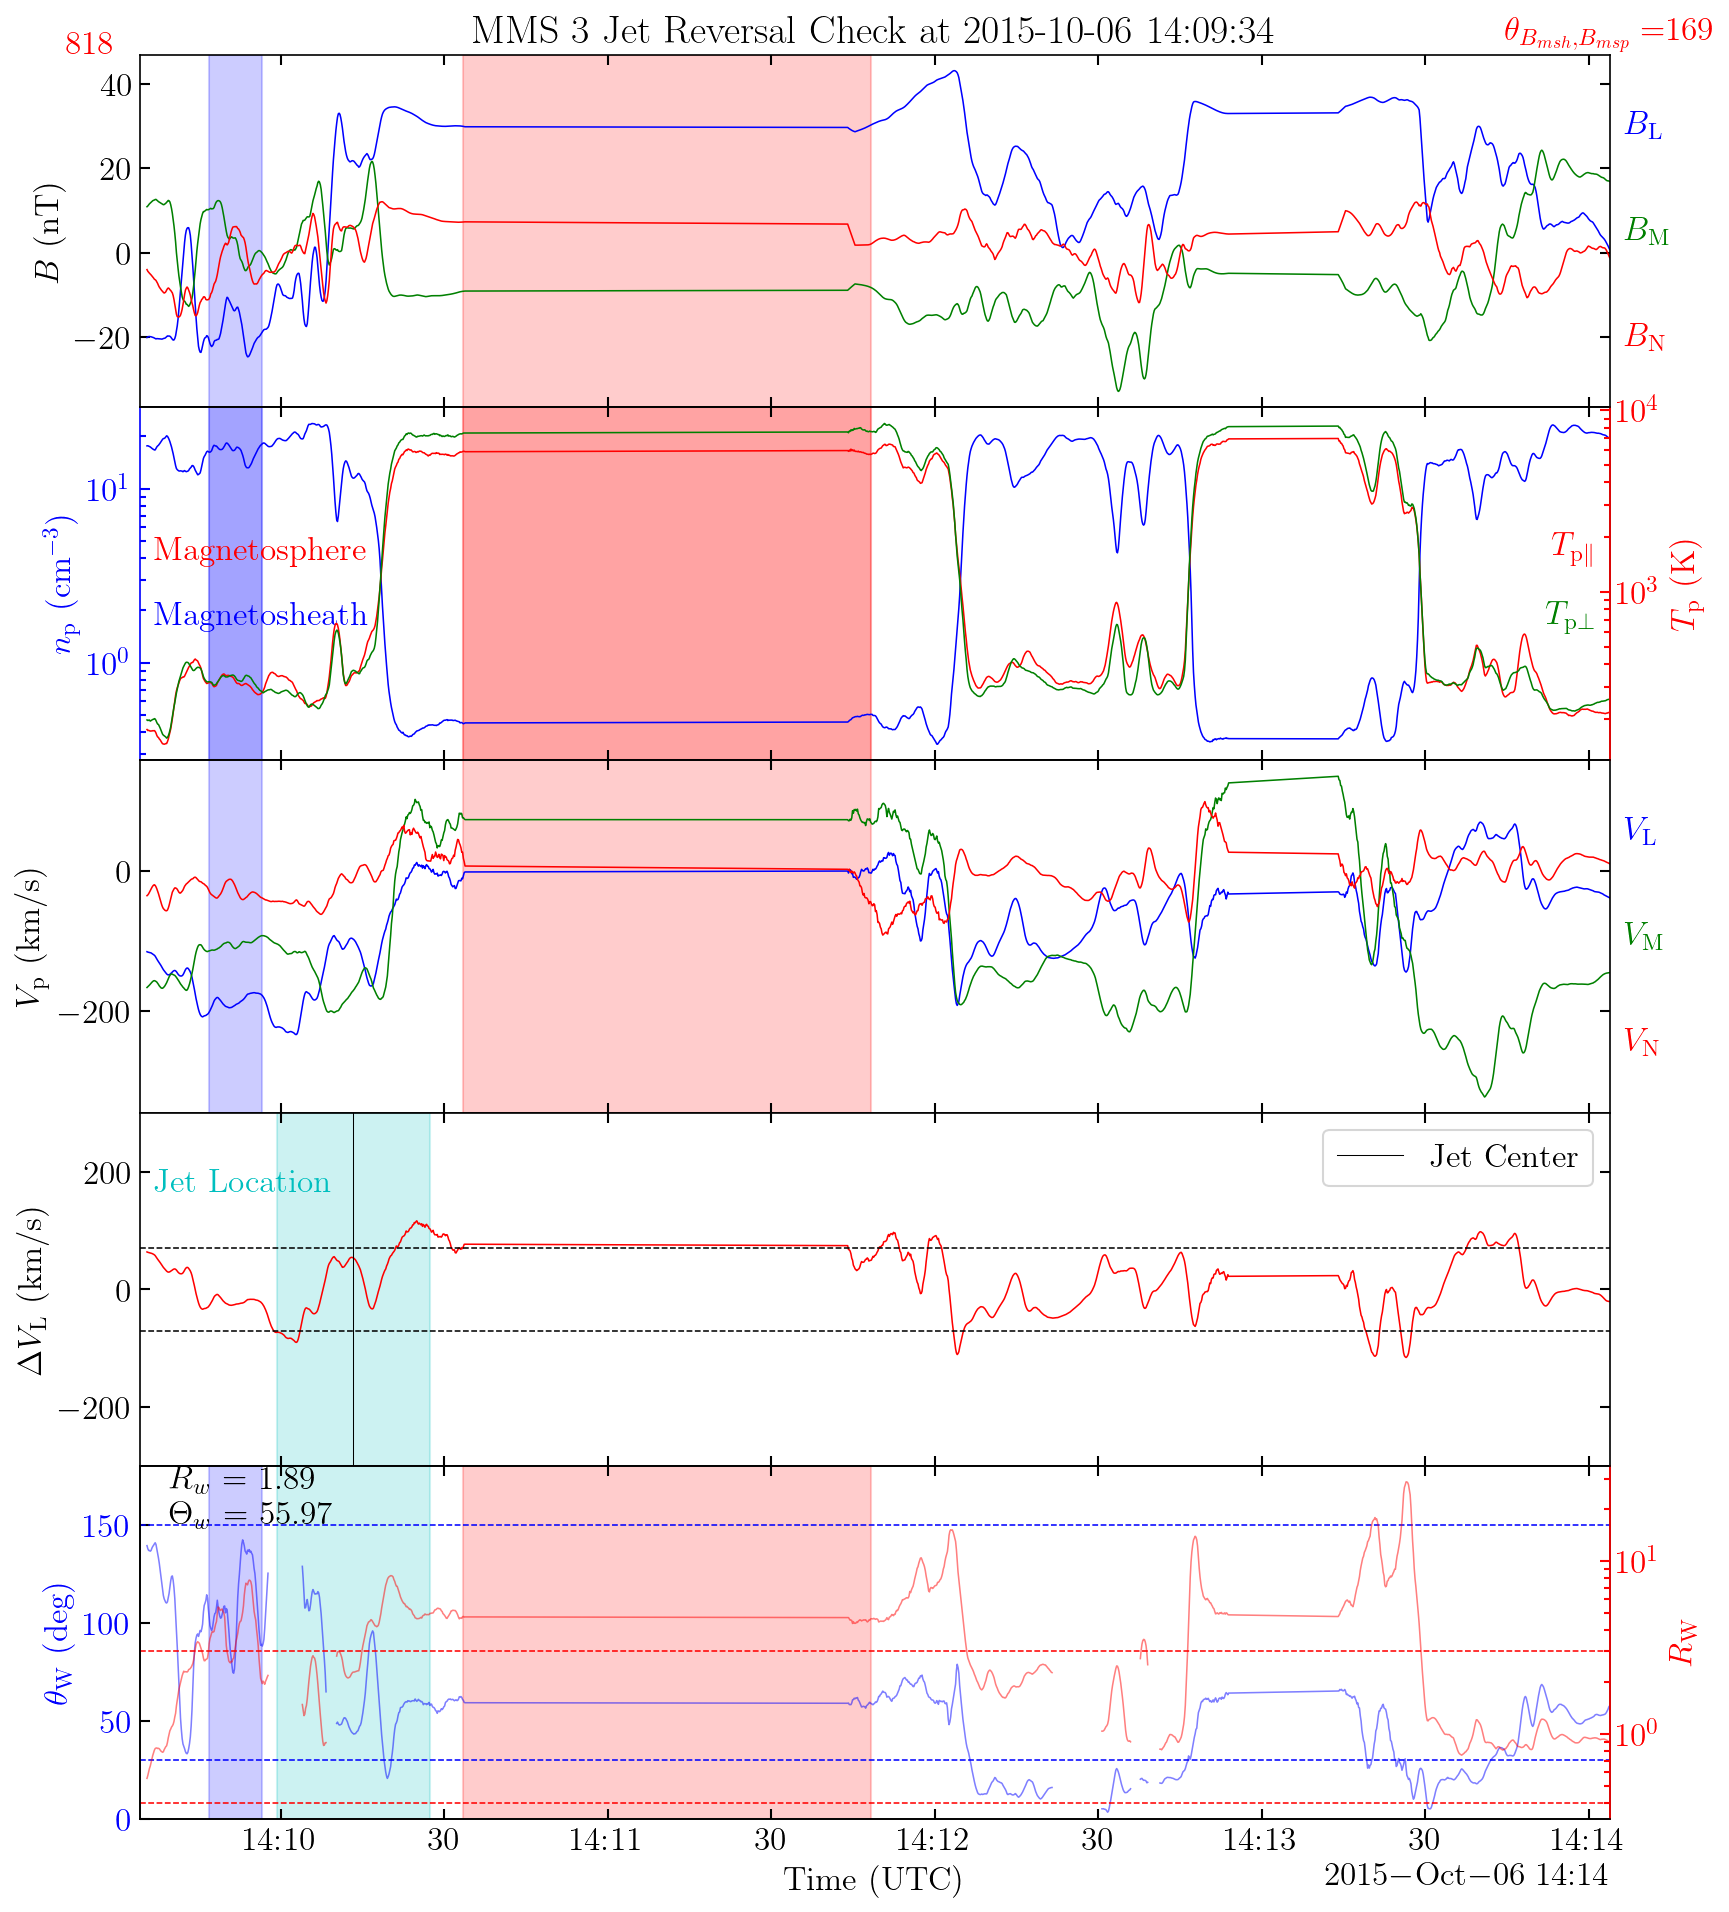 MMS 3 Jet Reversal Check at 2015-10-06 14:09:34
818
θ_{B_{msh},B_{msp}} =169
40
20
0
−20
B (nT)
B_L
B_M
B_N
10^1
10^0
n_p (cm^{−3})
Magnetosphere
Magnetosheath
10^4
10^3
T_{p∥}
T_{p⊥}
T_p (K)
0
−200
V_p (km/s)
V_L
V_M
V_N
200
0
−200
ΔV_L (km/s)
Jet Location
Jet Center
R_w = 1.89
Θ_w = 55.97
150
100
50
0
θ_W (deg)
10^1
10^0
R_W
14:10 30 14:11 30 14:12 30 14:13 30 14:14
Time (UTC)
2015−Oct−06 14:14